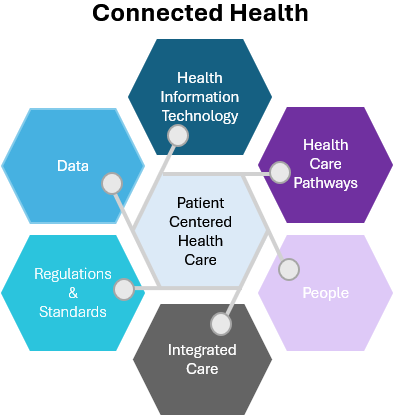 Connected Health
Health
Information
Technology
Health
Care
Pathways
Data
Patient
Centered
Health
Care
Regulations
&
Standards
People
Integrated
Care